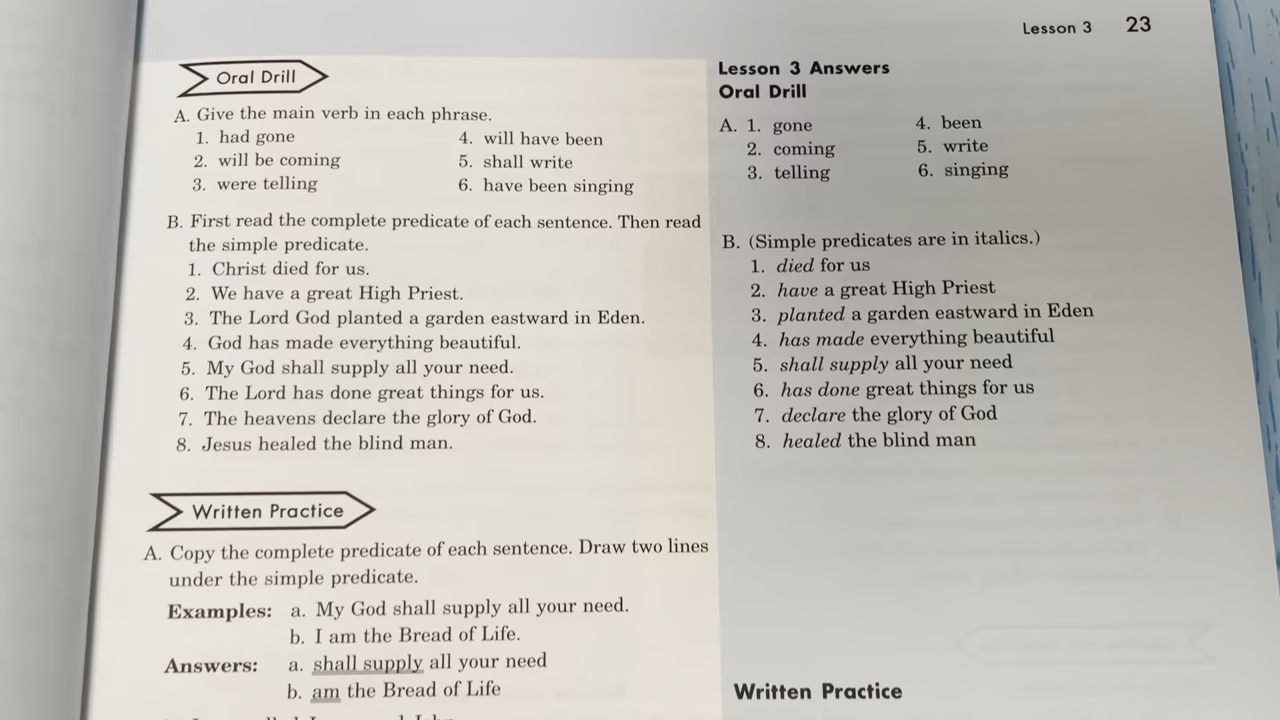 Lesson 3 23
Oral Drill
A. Give the main verb in each phrase.
1. had gone
2. will be coming
3. were telling
4. will have been
5. shall write
6. have been singing
B. First read the complete predicate of each sentence. Then read
the simple predicate.
1. Christ died for us.
2. We have a great High Priest.
3. The Lord God planted a garden eastward in Eden.
4. God has made everything beautiful.
5. My God shall supply all your need.
6. The Lord has done great things for us.
7. The heavens declare the glory of God.
8. Jesus healed the blind man.
Written Practice
A. Copy the complete predicate of each sentence. Draw two lines
under the simple predicate.
Examples: a. My God shall supply all your need.
b. I am the Bread of Life.
Answers: a. shall supply all your need
b. am the Bread of Life
Lesson 3 Answers
Oral Drill
A. 1. gone
2. coming
3. telling
4. been
5. write
6. singing
B. (Simple predicates are in italics.)
1. died for us
2. have a great High Priest
3. planted a garden eastward in Eden
4. has made everything beautiful
5. shall supply all your need
6. has done great things for us
7. declare the glory of God
8. healed the blind man
Written Practice